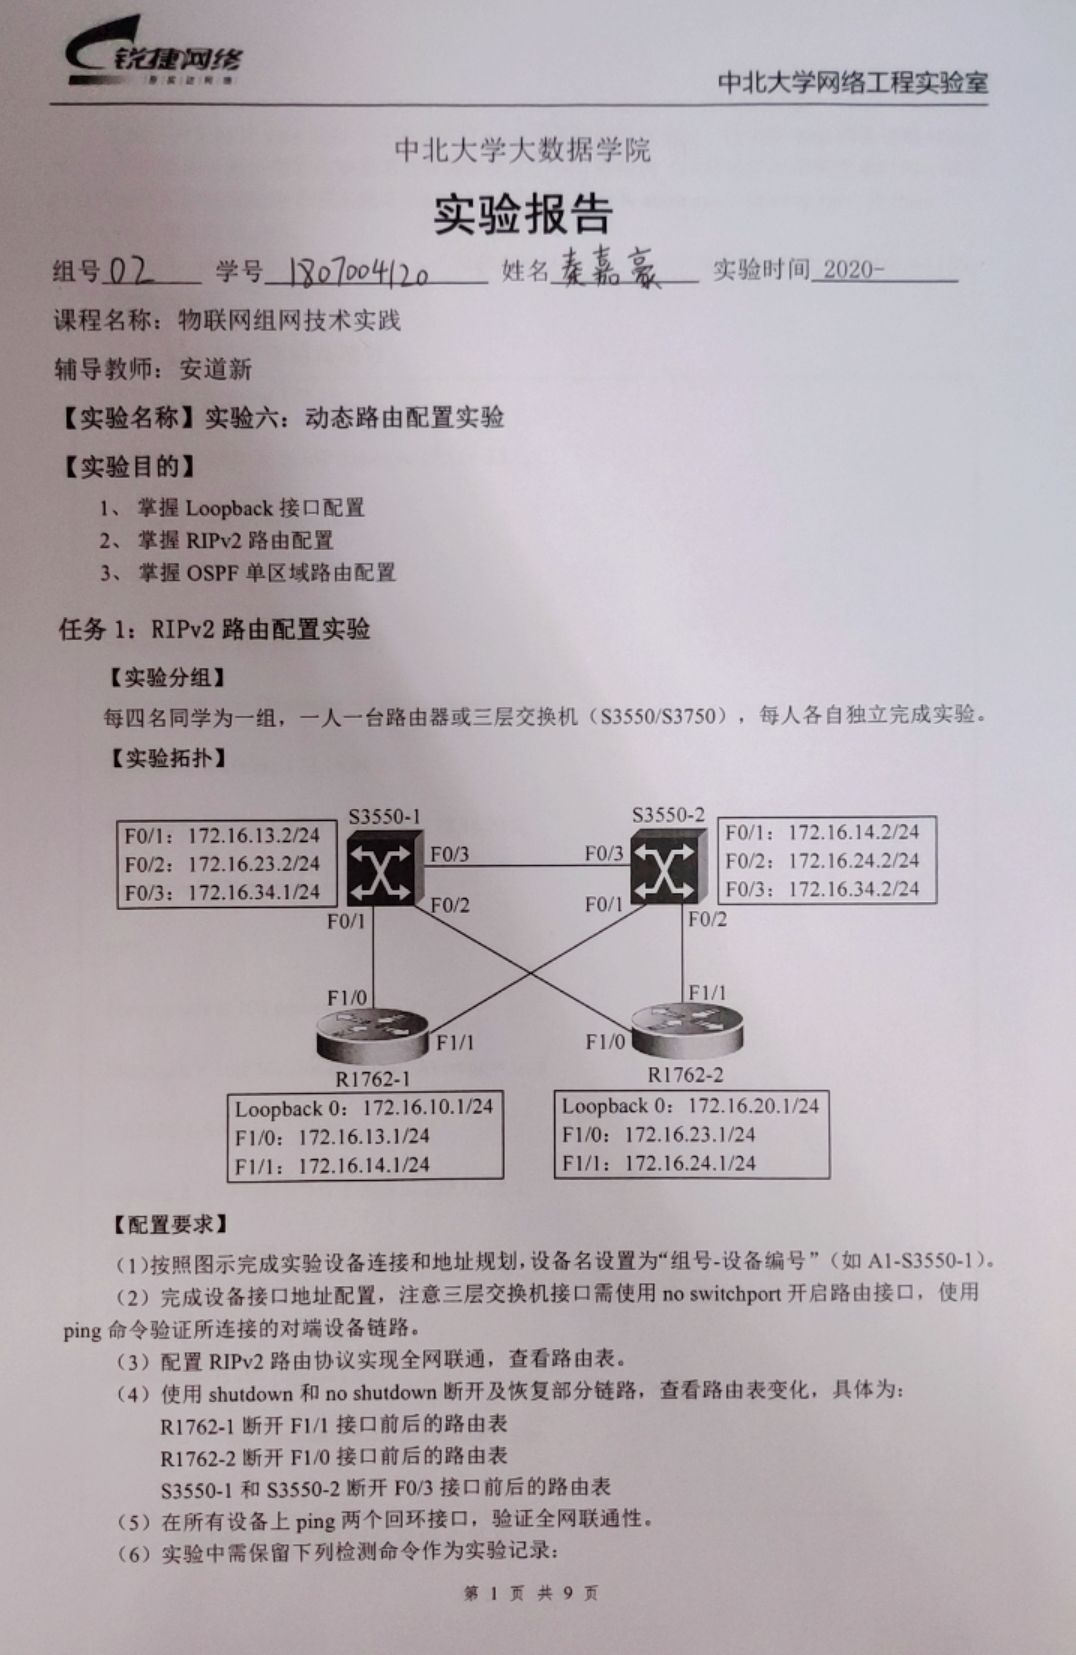 锐捷网络
中北大学网络工程实验室
中北大学大数据学院
实验报告
组号 02 学号 1807004120 姓名 秦嘉豪 实验时间 2020-
课程名称：物联网组网技术实践
辅导教师：安道新
【实验名称】实验六：动态路由配置实验
【实验目的】
1、 掌握 Loopback 接口配置
2、 掌握 RIPv2 路由配置
3、 掌握 OSPF 单区域路由配置
任务 1：RIPv2 路由配置实验
【实验分组】
每四名同学为一组，一人一台路由器或三层交换机（S3550/S3750），每人各自独立完成实验。
【实验拓扑】
S3550-1
S3550-2
F0/1：172.16.13.2/24
F0/2：172.16.23.2/24
F0/3：172.16.34.1/24
F0/3
F0/3
F0/1：172.16.14.2/24
F0/2：172.16.24.2/24
F0/3：172.16.34.2/24
F0/1
F0/2
F0/1
F0/2
F1/0
F1/1
F1/1
F1/0
R1762-1
R1762-2
Loopback 0：172.16.10.1/24
F1/0：172.16.13.1/24
F1/1：172.16.14.1/24
Loopback 0：172.16.20.1/24
F1/0：172.16.23.1/24
F1/1：172.16.24.1/24
【配置要求】
（1）按照图示完成实验设备连接和地址规划，设备名设置为“组号-设备编号”（如 A1-S3550-1）。
（2）完成设备接口地址配置，注意三层交换机接口需使用 no switchport 开启路由接口，使用
ping 命令验证所连接的对端设备链路。
（3）配置 RIPv2 路由协议实现全网联通，查看路由表。
（4）使用 shutdown 和 no shutdown 断开及恢复部分链路，查看路由表变化，具体为：
R1762-1 断开 F1/1 接口前后的路由表
R1762-2 断开 F1/0 接口前后的路由表
S3550-1 和 S3550-2 断开 F0/3 接口前后的路由表
（5）在所有设备上 ping 两个回环接口，验证全网联通性。
（6）实验中需保留下列检测命令作为实验记录：
第 1 页 共 9 页